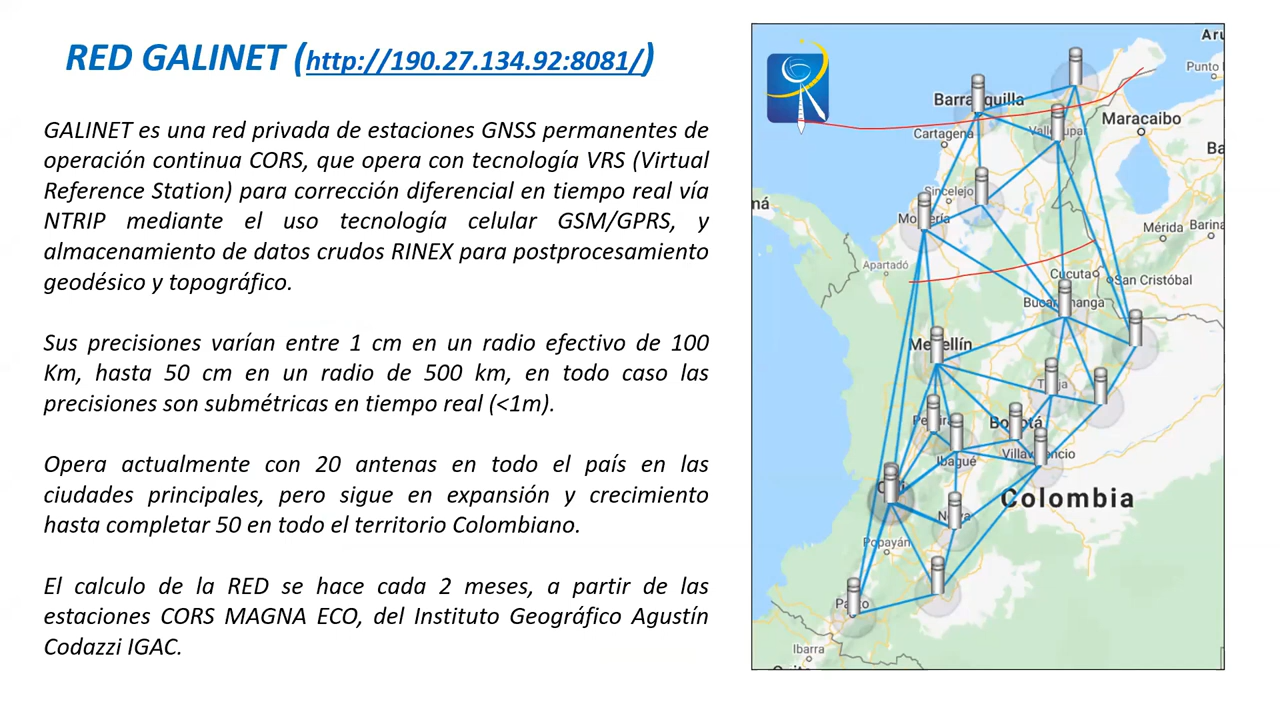 RED GALINET (http://190.27.134.92:8081/)
GALINET es una red privada de estaciones GNSS permanentes de
operación continua CORS, que opera con tecnología VRS (Virtual
Reference Station) para corrección diferencial en tiempo real vía
NTRIP mediante el uso tecnología celular GSM/GPRS, y
almacenamiento de datos crudos RINEX para postprocesamiento
geodésico y topográfico.
Sus precisiones varían entre 1 cm en un radio efectivo de 100
Km, hasta 50 cm en un radio de 500 km, en todo caso las
precisiones son submétricas en tiempo real (<1m).
Opera actualmente con 20 antenas en todo el país en las
ciudades principales, pero sigue en expansión y crecimiento
hasta completar 50 en todo el territorio Colombiano.
El calculo de la RED se hace cada 2 meses, a partir de las
estaciones CORS MAGNA ECO, del Instituto Geográfico Agustín
Codazzi IGAC.
Aru
Punto
Barranquilla
Cartagena
Maracaibo
Ba
Sincelejo
ná
Mérida
Barina
Apartadó
Cucuta
San Cristóbal
Medellín
Ibagué
Colombia
Popayán
Ibarra